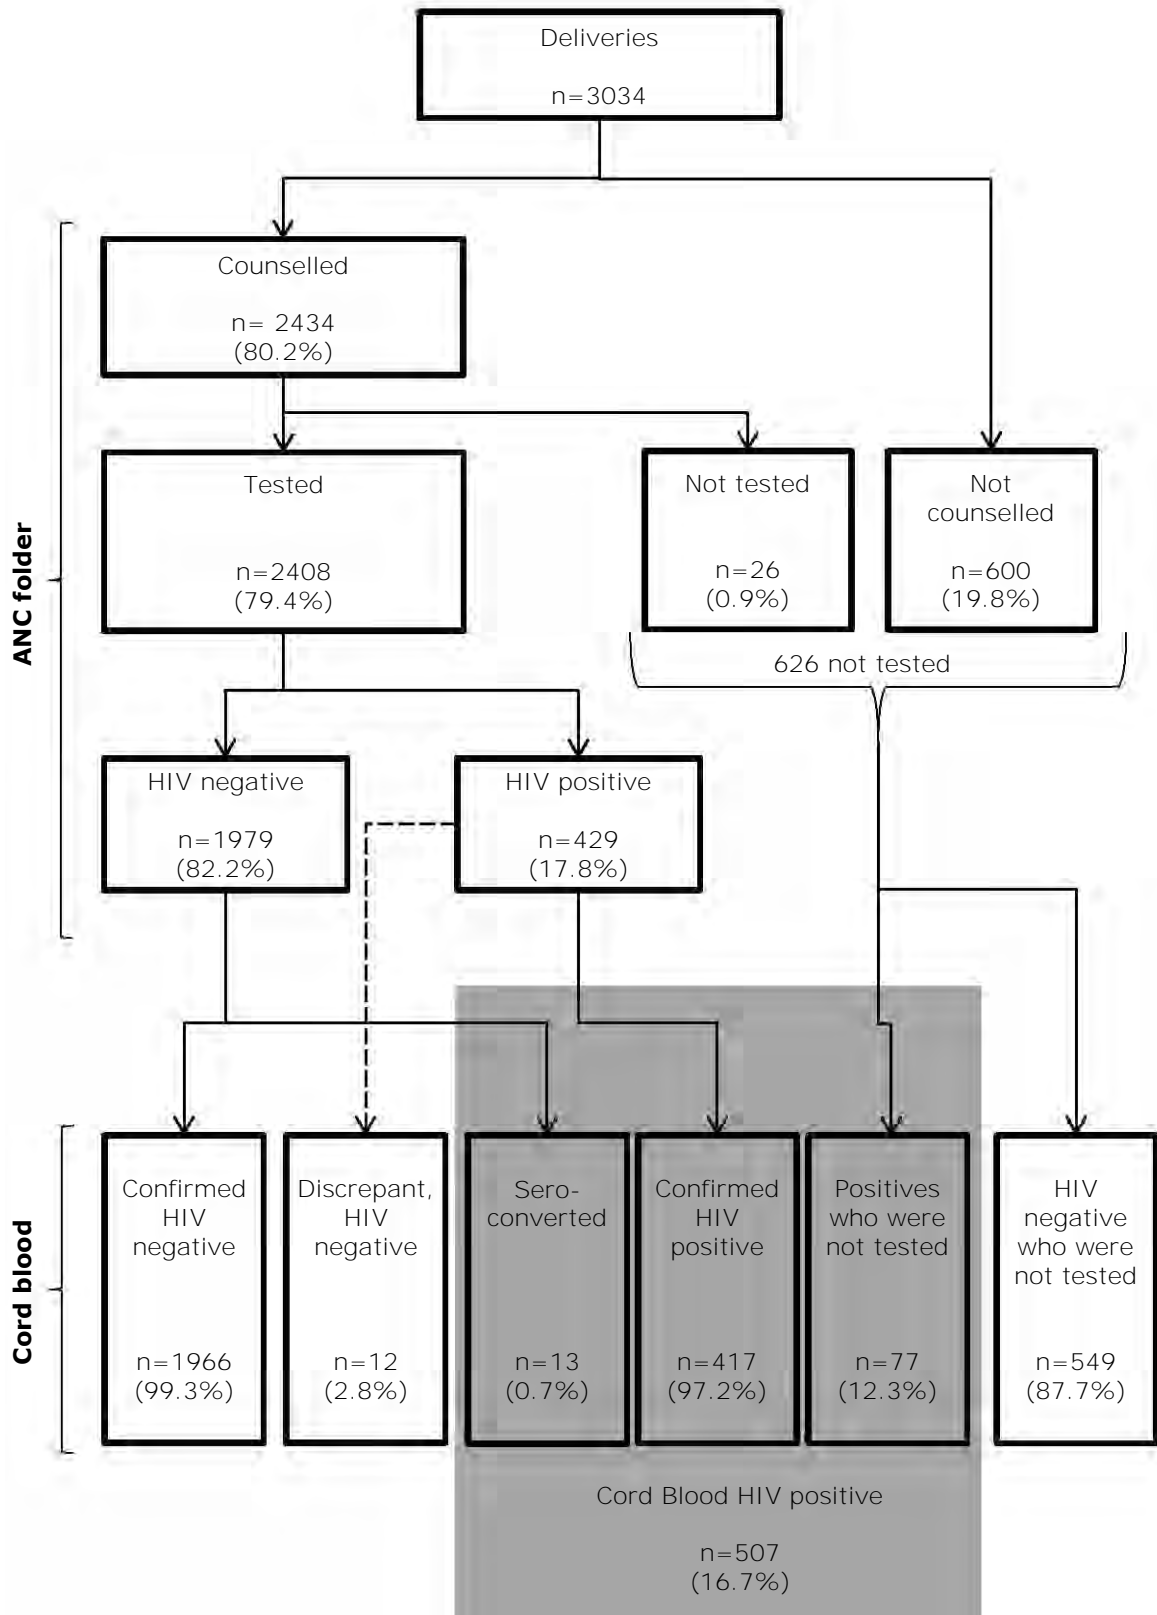 Deliveries
n=3034
Counselled
n= 2434
(80.2%)
Tested
n=2408
(79.4%)
Not tested
n=26
(0.9%)
Not
counselled
n=600
(19.8%)
626 not tested
ANC folder
HIV negative
n=1979
(82.2%)
HIV positive
n=429
(17.8%)
Cord blood
Confirmed
HIV
negative
n=1966
(99.3%)
Discrepant,
HIV
negative
n=12
(2.8%)
Sero-
converted
n=13
(0.7%)
Confirmed
HIV
positive
n=417
(97.2%)
Positives
who were
not tested
n=77
(12.3%)
HIV
negative
who were
not tested
n=549
(87.7%)
Cord Blood HIV positive
n=507
(16.7%)